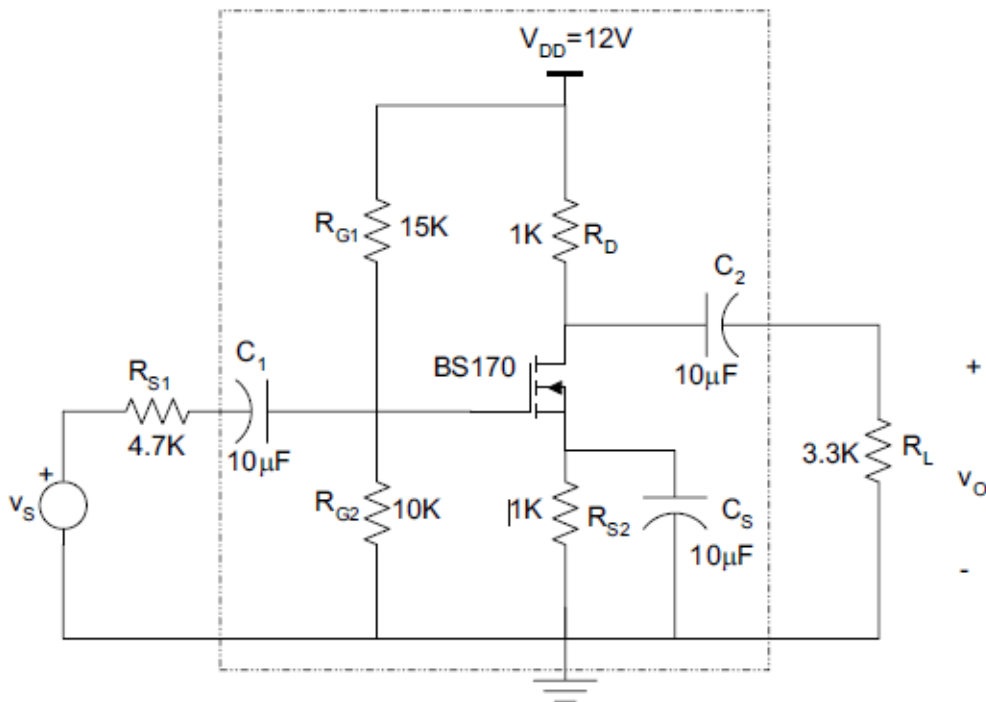 V_DD=12V
R_G1
15K
1K
R_D
C_2
BS170
10μF
+
C_1
R_S1
4.7K
10μF
3.3K
R_L
+
v_S
R_G2
10K
1K
R_S2
C_S
10μF
v_O
-